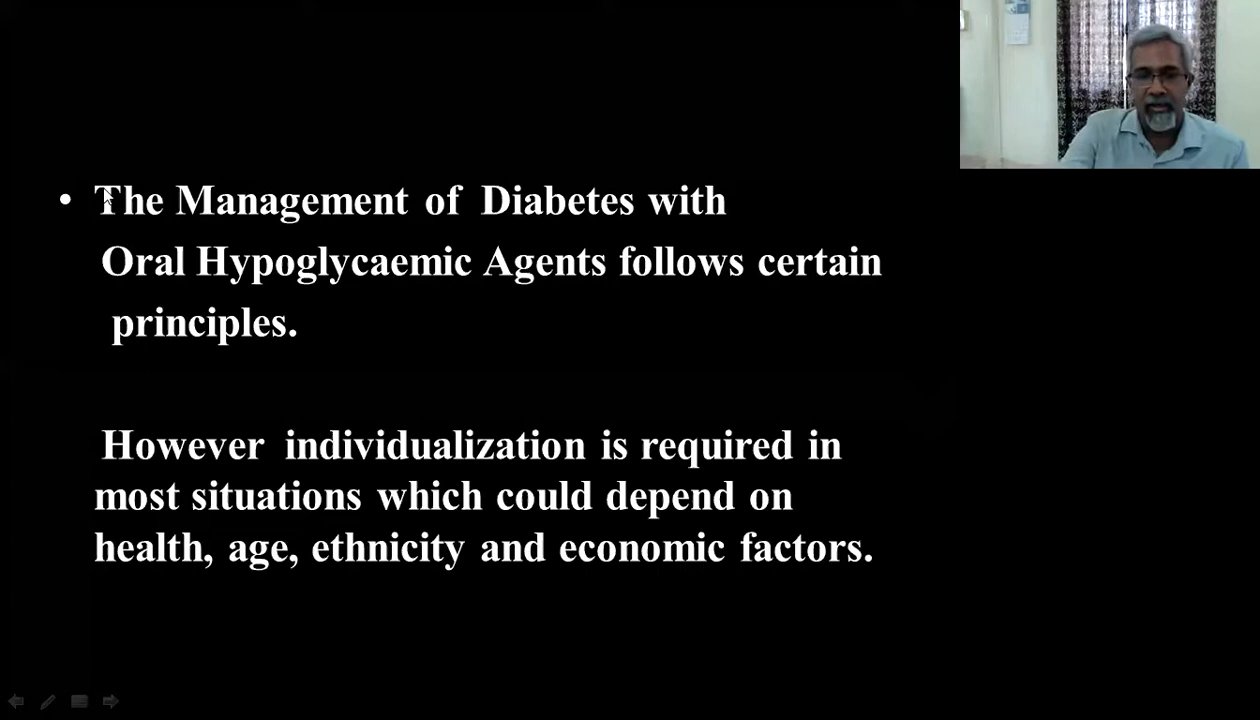 • The Management of Diabetes with
Oral Hypoglycaemic Agents follows certain
principles.
However individualization is required in
most situations which could depend on
health, age, ethnicity and economic factors.